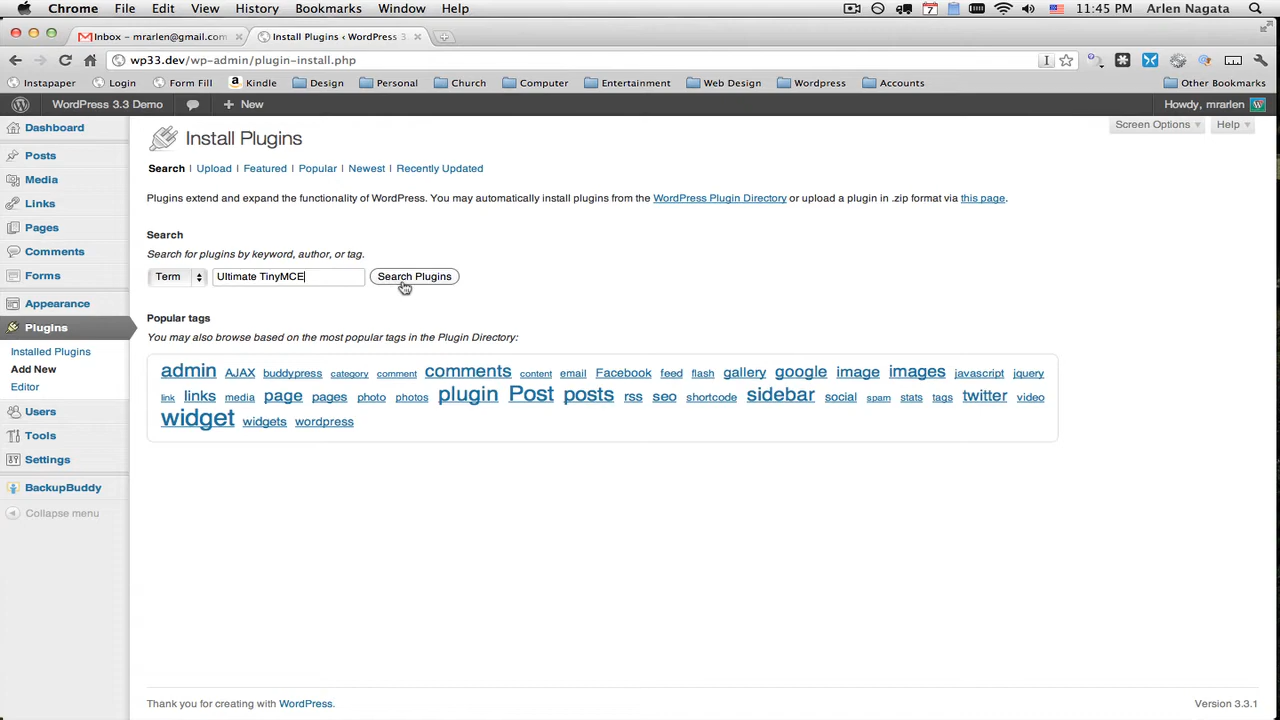 Chrome File Edit View History Bookmarks Window Help 7 11:45 PM Arlen Nagata
Inbox – mrarlen@gmail.com × Install Plugins ‹ WordPress 3 ×
wp33.dev/wp-admin/plugin-install.php
Instapaper Login Form Fill a Kindle Design Personal Church Computer Entertainment Web Design Wordpress Accounts Other Bookmarks
WordPress 3.3 Demo + New Howdy, mrarlen
Screen Options Help
Dashboard
Posts
Media
Links
Pages
Comments
Forms
Appearance
Plugins
Installed Plugins
Add New
Editor
Users
Tools
Settings
BackupBuddy
Collapse menu
Install Plugins
Search | Upload | Featured | Popular | Newest | Recently Updated
Plugins extend and expand the functionality of WordPress. You may automatically install plugins from the WordPress Plugin Directory or upload a plugin in .zip format via this page.
Search
Search for plugins by keyword, author, or tag.
Term Ultimate TinyMCE Search Plugins
Popular tags
You may also browse based on the most popular tags in the Plugin Directory:
admin AJAX buddypress category comment comments content email Facebook feed flash gallery google image images javascript jquery
link links media page pages photo photos plugin Post posts rss seo shortcode sidebar social spam stats tags twitter video
widget widgets wordpress
Thank you for creating with WordPress. Version 3.3.1